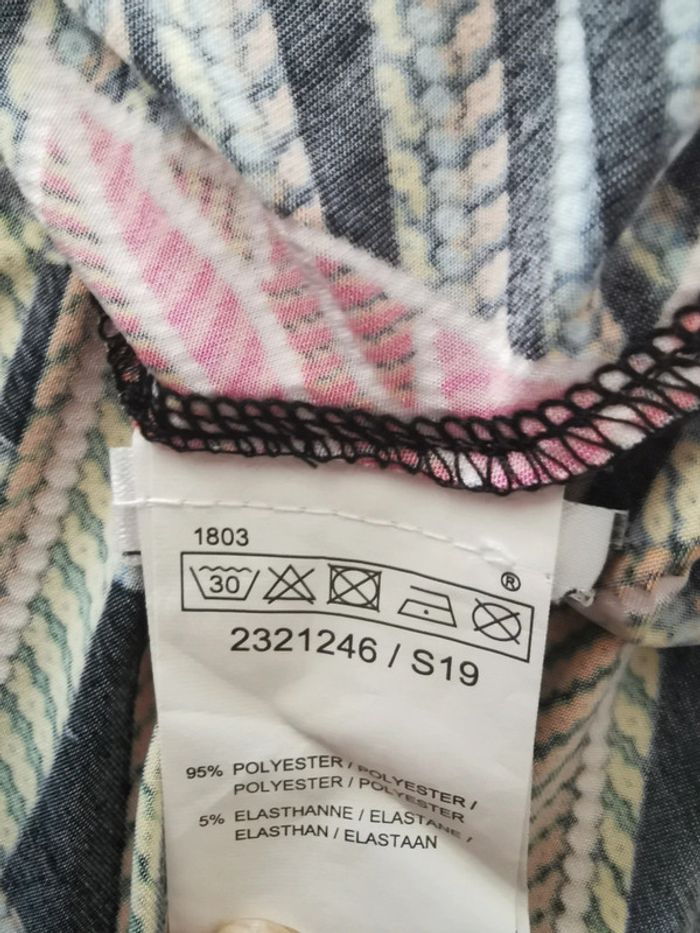 1803
®
30
2321246 / S19
95% POLYESTER / POLYESTER /
POLYESTER / POLYESTER
5% ELASTHANNE / ELASTANE /
ELASTHAN / ELASTAAN